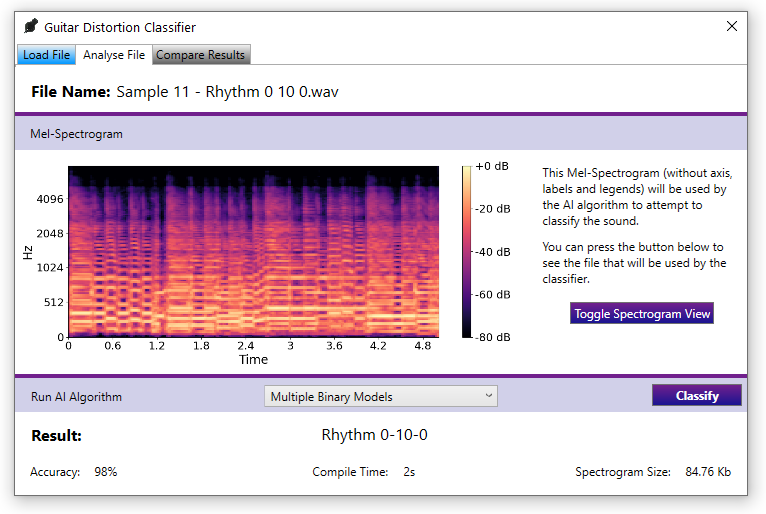 Guitar Distortion Classifier
Load File Analyse File Compare Results
File Name: Sample 11 - Rhythm 0 10 0.wav
Mel-Spectrogram
4096
2048
1024
512
0
Hz
0 0.6 1.2 1.8 2.4 3 3.6 4.2 4.8
Time
+0 dB
-20 dB
-40 dB
-60 dB
-80 dB
This Mel-Spectrogram (without axis,
labels and legends) will be used by
the AI algorithm to attempt to
classify the sound.
You can press the button below to
see the file that will be used by the
classifier.
Toggle Spectrogram View
Run AI Algorithm Multiple Binary Models Classify
Result: Rhythm 0-10-0
Accuracy: 98% Compile Time: 2s Spectrogram Size: 84.76 Kb